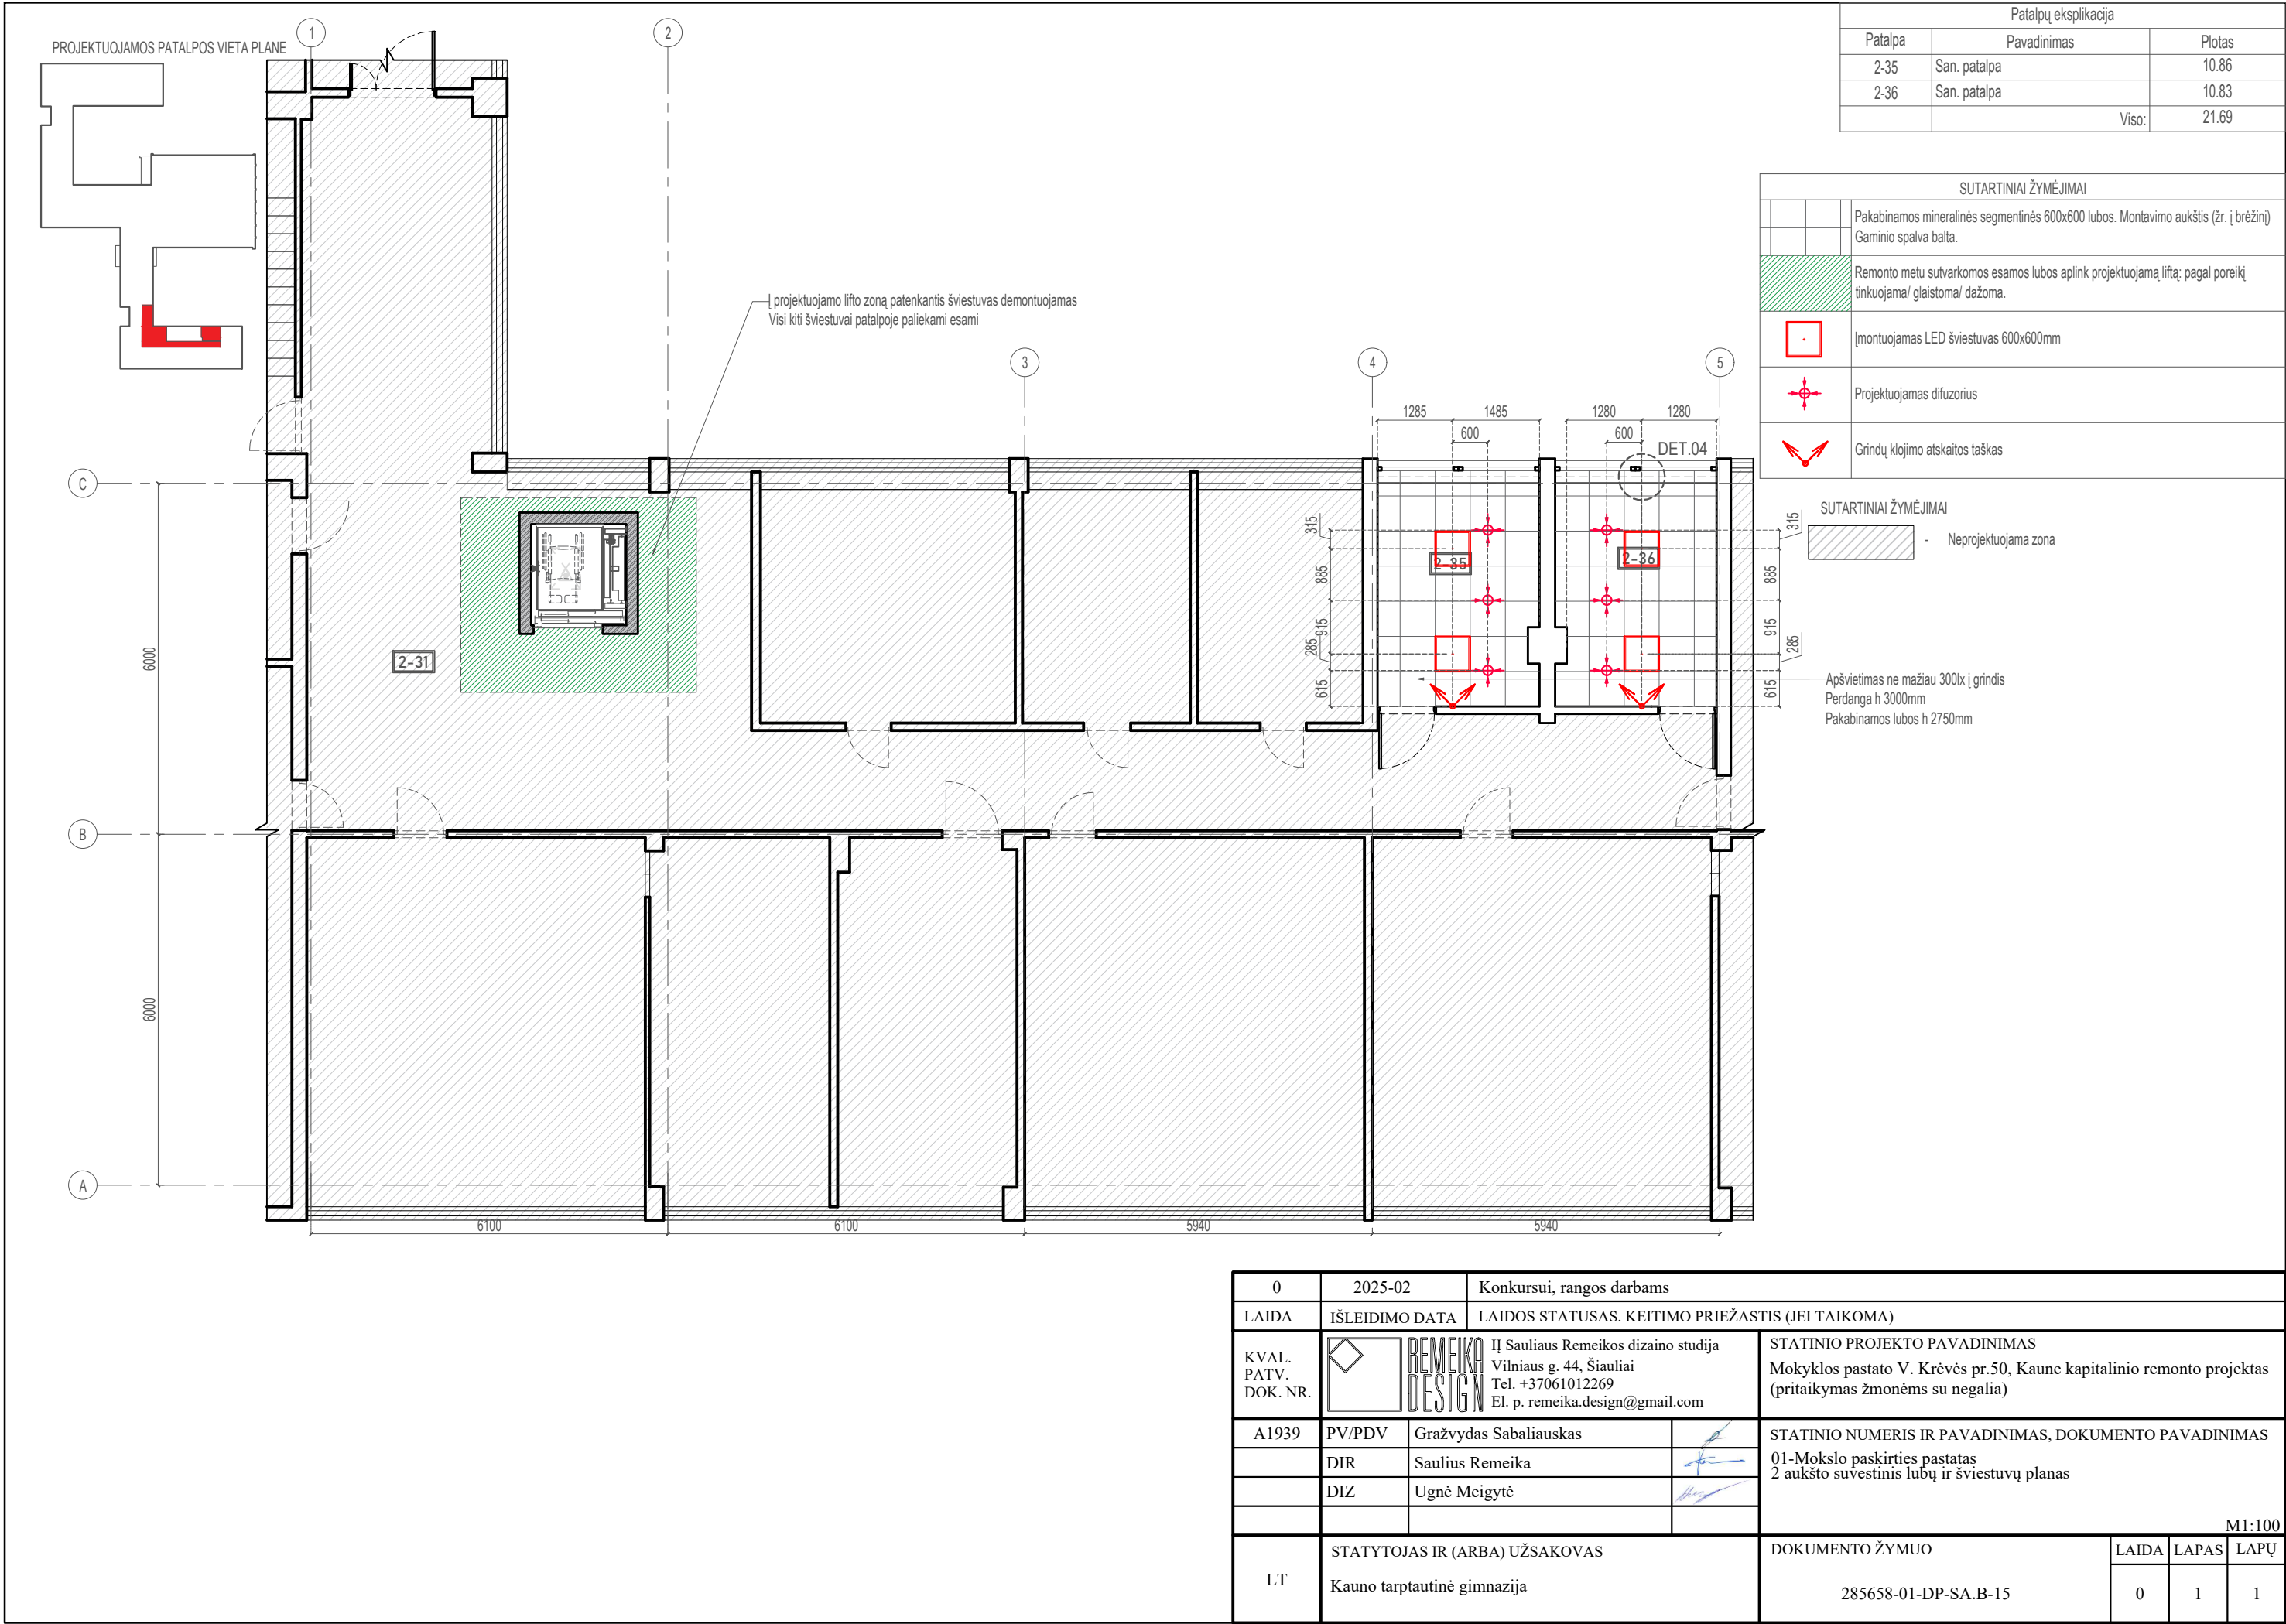 PROJEKTUOJAMOS PATALPOS VIETA PLANE
1
2
Patalpų eksplikacija
Patalpa Pavadinimas Plotas
2-35 San. patalpa 10.86
2-36 San. patalpa 10.83
Viso: 21.69
SUTARTINIAI ŽYMĖJIMAI
Pakabinamos mineralinės segmentinės 600x600 lubos. Montavimo aukštis (žr. į brėžinį)
Gaminio spalva balta.
Remonto metu sutvarkomos esamos lubos aplink projektuojamą liftą: pagal poreikį
tinkuojama/ glaistoma/ dažoma.
Įmontuojamas LED šviestuvas 600x600mm
Projektuojamas difuzorius
Grindų klojimo atskaitos taškas
SUTARTINIAI ŽYMĖJIMAI
- Neprojektuojama zona
Į projektuojamo lifto zoną patenkantis šviestuvas demontuojamas
Visi kiti šviestuvai patalpoje paliekami esami
3
4
5
1285 1485 1280 1280
600 600
DET.04
C
315
885
915
285
615
2-35
2-36
315
885
915
285
615
2-31
Apšvietimas ne mažiau 300lx į grindis
Perdanga h 3000mm
Pakabinamos lubos h 2750mm
6000
B
6000
A
6100 6100 5940 5940
0 2025-02 Konkursui, rangos darbams
LAIDA IŠLEIDIMO DATA LAIDOS STATUSAS. KEITIMO PRIEŽASTIS (JEI TAIKOMA)
KVAL.
PATV.
DOK. NR.
REMEIKA
DESIGN
IĮ Sauliaus Remeikos dizaino studija
Vilniaus g. 44, Šiauliai
Tel. +37061012269
El. p. remeika.design@gmail.com
STATINIO PROJEKTO PAVADINIMAS
Mokyklos pastato V. Krėvės pr.50, Kaune kapitalinio remonto projektas
(pritaikymas žmonėms su negalia)
A1939 PV/PDV Gražvydas Sabaliauskas
DIR Saulius Remeika
DIZ Ugnė Meigytė
STATINIO NUMERIS IR PAVADINIMAS, DOKUMENTO PAVADINIMAS
01-Mokslo paskirties pastatas
2 aukšto suvestinis lubų ir šviestuvų planas
M1:100
LT
STATYTOJAS IR (ARBA) UŽSAKOVAS
Kauno tarptautinė gimnazija
DOKUMENTO ŽYMUO
285658-01-DP-SA.B-15
LAIDA LAPAS LAPŲ
0 1 1